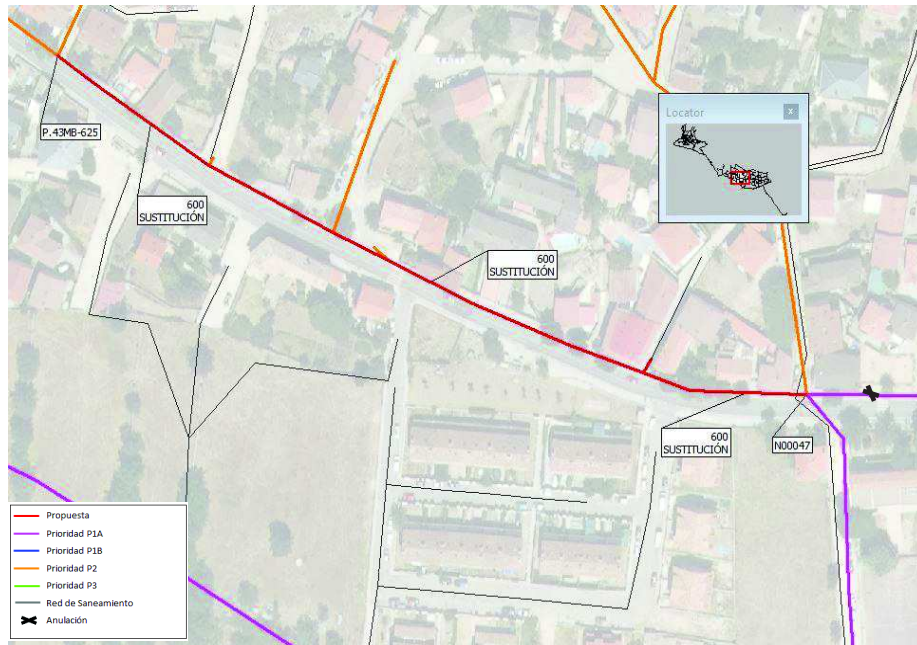 Locator
x
P.43MB-625
600
SUSTITUCIÓN
600
SUSTITUCIÓN
600
SUSTITUCIÓN
N00047
Propuesta
Prioridad P1A
Prioridad P1B
Prioridad P2
Prioridad P3
Red de Saneamiento
Anulación